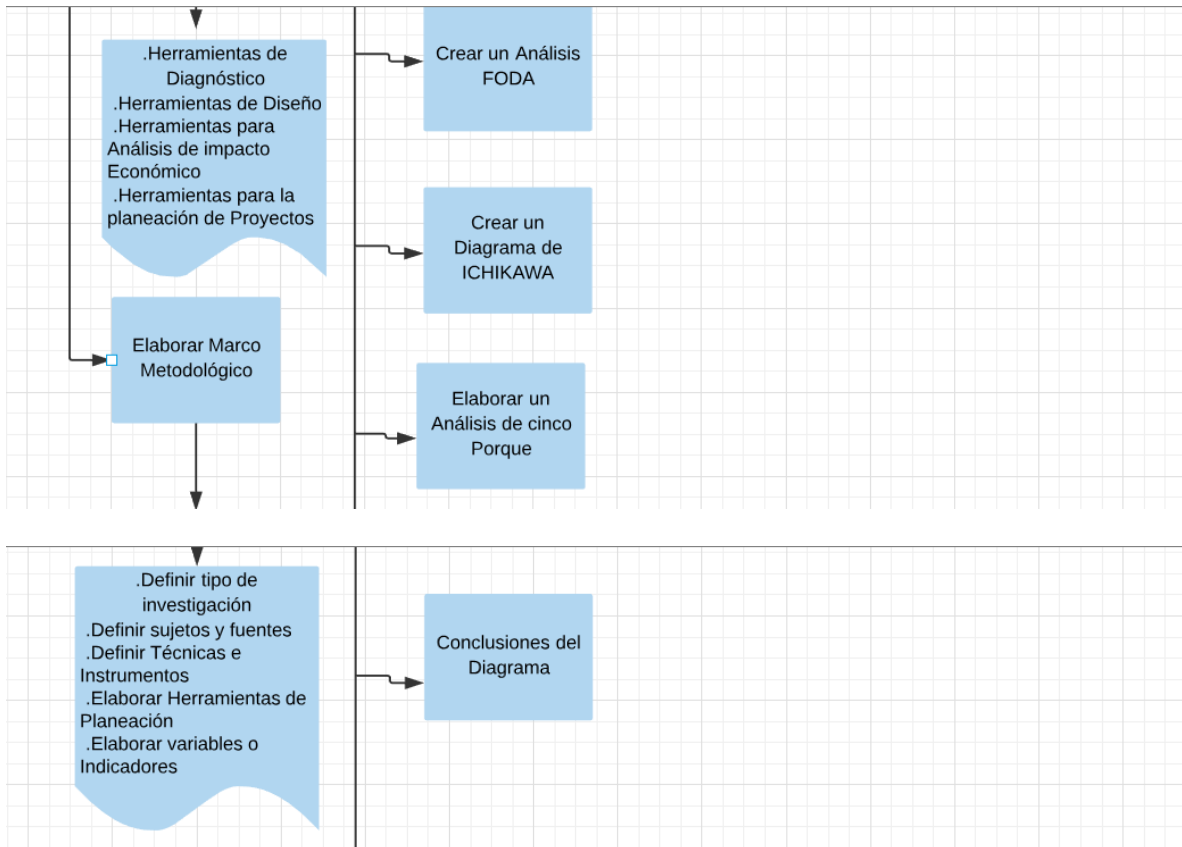 .Herramientas de
Diagnóstico
.Herramientas de Diseño
.Herramientas para
Análisis de impacto
Económico
.Herramientas para la
planeación de Proyectos
Crear un Análisis
FODA
Crear un
Diagrama de
ICHIKAWA
Elaborar Marco
Metodológico
Elaborar un
Análisis de cinco
Porque
.Definir tipo de
investigación
.Definir sujetos y fuentes
.Definir Técnicas e
Instrumentos
.Elaborar Herramientas de
Planeación
.Elaborar variables o
Indicadores
Conclusiones del
Diagrama